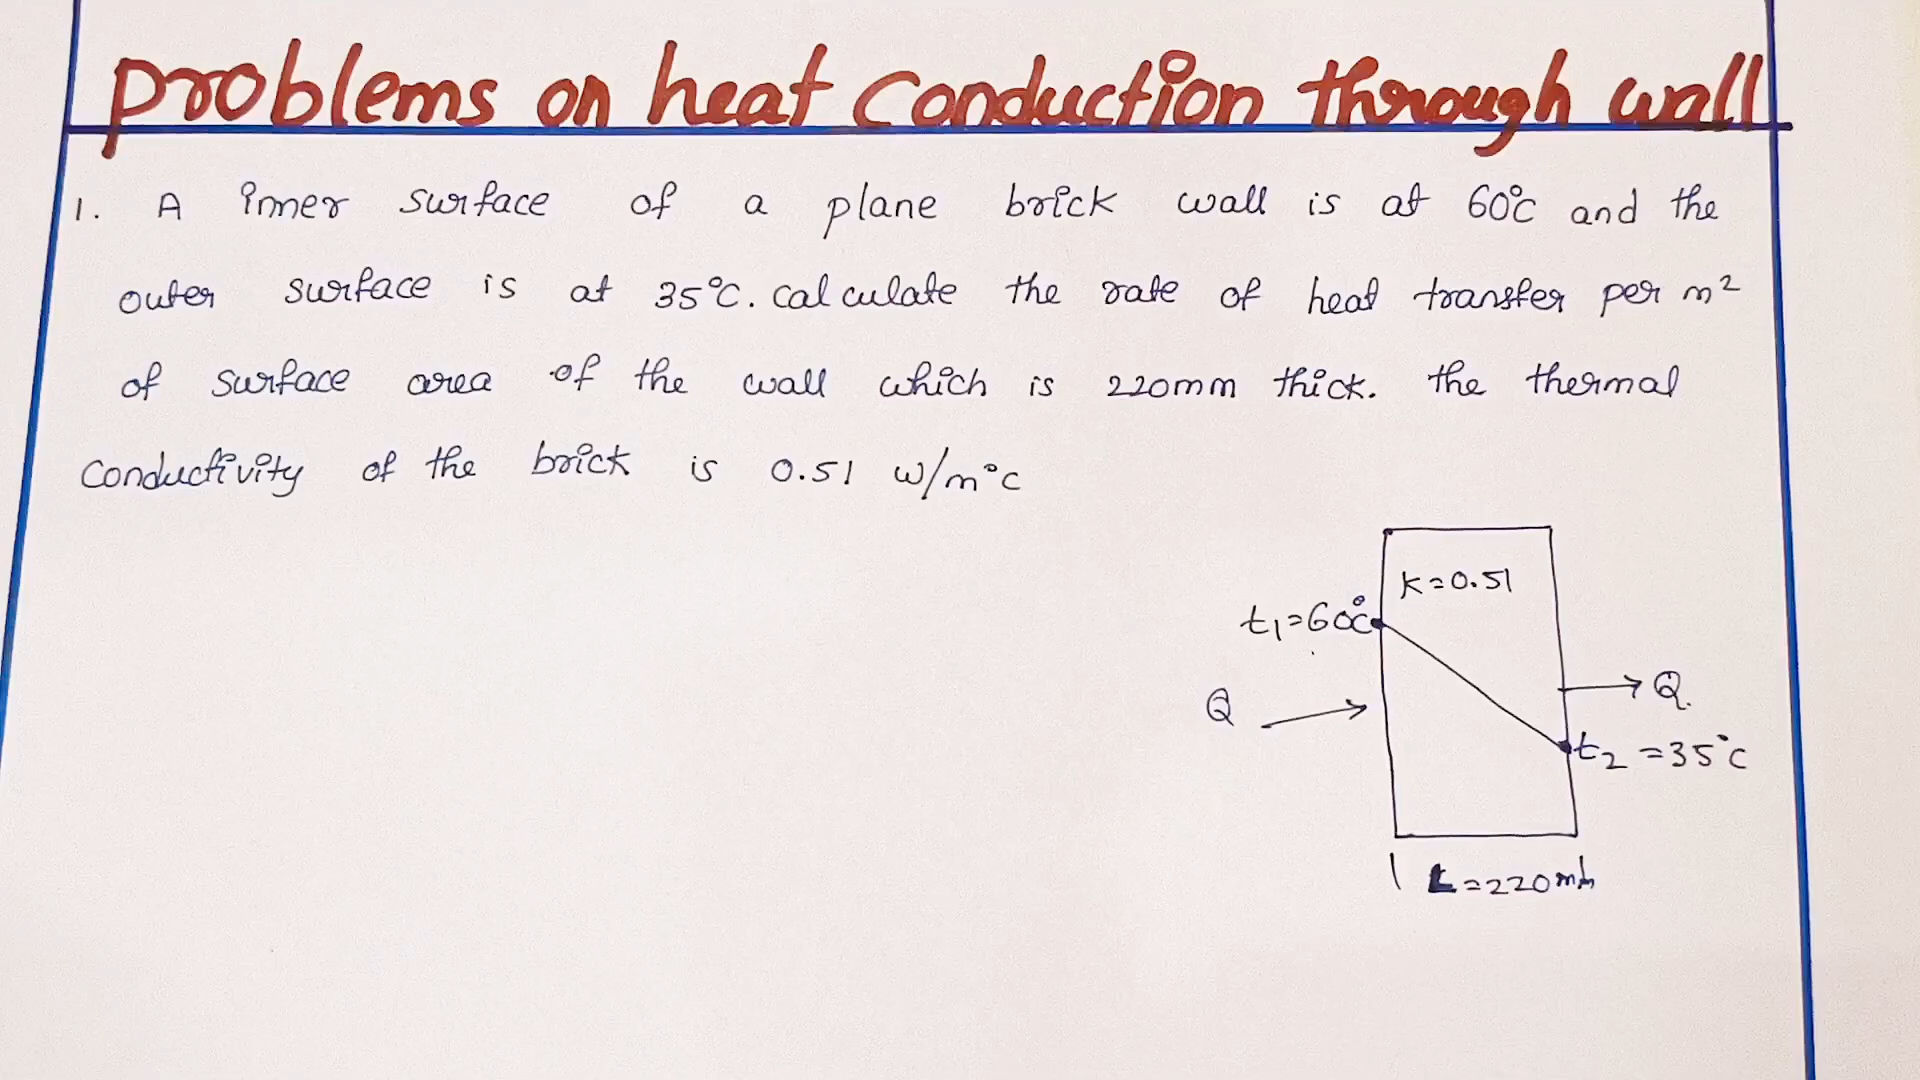 problems on heat conduction through wall
1. A inner surface of a plane brick wall is at 60°c and the
outer surface is at 35°C. calculate the rate of heat transfer per m²
of surface area of the wall which is 220mm thick. the thermal
conductivity of the brick is 0.51 w/m°c
K=0.51
t₁=60°c
Q
Q.
t₂=35°c
L=220mm